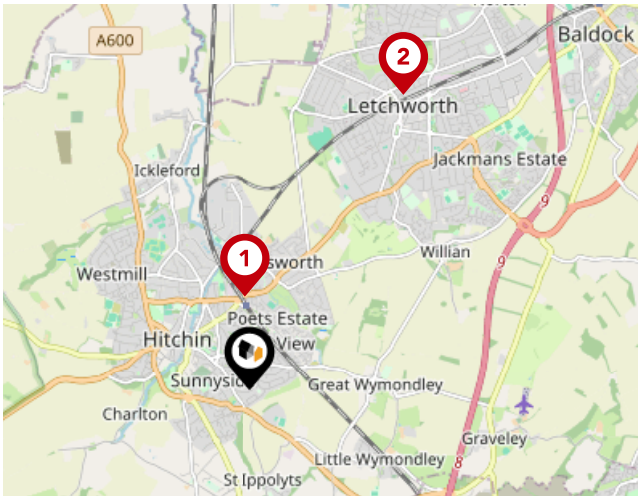 A600
Baldock
2
Letchworth
Jackmans Estate
Ickleford
9
Willian
1
sworth
9
Westmill
Poets Estate
Hitchin
View
Sunnysid
Great Wymondley
Charlton
Graveley
Little Wymondley
8
St Ippolyts